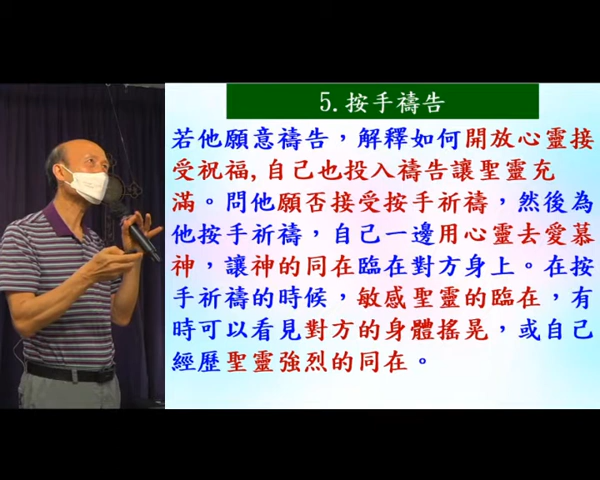 5.按手禱告
若他願意禱告，解釋如何開放心靈接
受祝福,自己也投入禱告讓聖靈充
滿。問他願否接受按手祈禱，然後為
他按手祈禱，自己一邊用心靈去愛慕
神，讓神的同在臨在對方身上。在按
手祈禱的時候，敏感聖靈的臨在，有
時可以看見對方的身體搖晃，或自己
經歷聖靈強烈的同在。